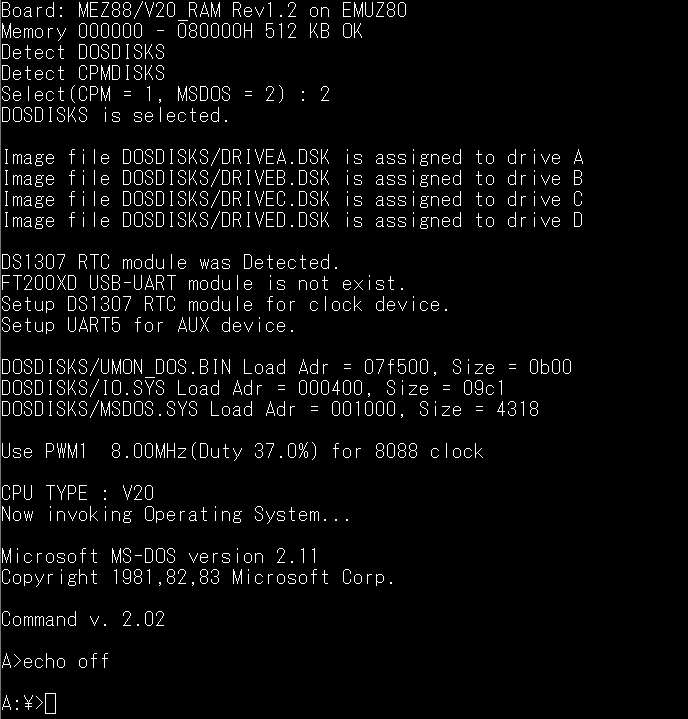 Board: MEZ88/V20_RAM Rev1.2 on EMUZ80
Memory 000000 - 080000H 512 KB OK
Detect DOSDISKS
Detect CPMDISKS
Select(CPM = 1, MSDOS = 2) : 2
DOSDISKS is selected.
Image file DOSDISKS/DRIVEA.DSK is assigned to drive A
Image file DOSDISKS/DRIVEB.DSK is assigned to drive B
Image file DOSDISKS/DRIVEC.DSK is assigned to drive C
Image file DOSDISKS/DRIVED.DSK is assigned to drive D
DS1307 RTC module was Detected.
FT200XD USB-UART module is not exist.
Setup DS1307 RTC module for clock device.
Setup UART5 for AUX device.
DOSDISKS/UMON_DOS.BIN Load Adr = 07f500, Size = 0b00
DOSDISKS/IO.SYS Load Adr = 000400, Size = 09c1
DOSDISKS/MSDOS.SYS Load Adr = 001000, Size = 4318
Use PWM1  8.00MHz(Duty 37.0%) for 8088 clock
CPU TYPE : V20
Now invoking Operating System...
Microsoft MS-DOS version 2.11
Copyright 1981,82,83 Microsoft Corp.
Command v. 2.02
A>echo off
A:¥>